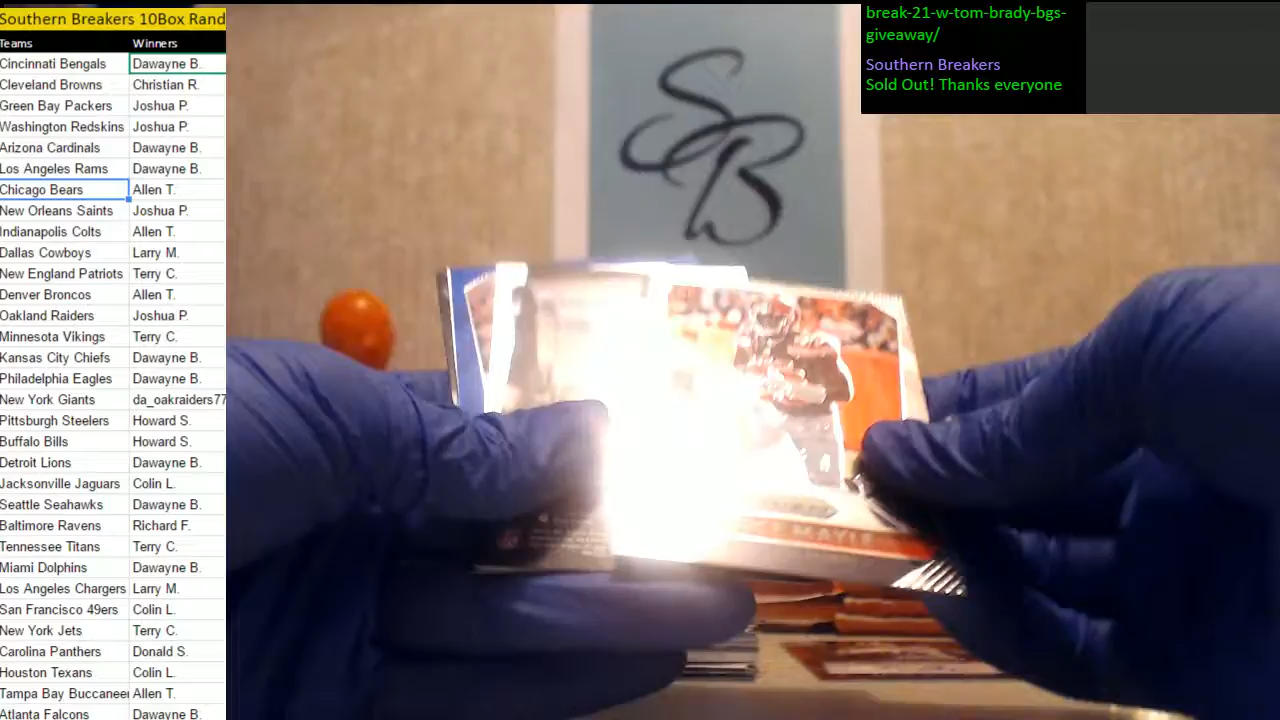 Southern Breakers 10Box Rand
Teams Winners
Cincinnati Bengals Dawayne B.
Cleveland Browns Christian R.
Green Bay Packers Joshua P.
Washington Redskins Joshua P.
Arizona Cardinals Dawayne B.
Los Angeles Rams Dawayne B.
Chicago Bears Allen T.
New Orleans Saints Joshua P.
Indianapolis Colts Allen T.
Dallas Cowboys Larry M.
New England Patriots Terry C.
Denver Broncos Allen T.
Oakland Raiders Joshua P.
Minnesota Vikings Terry C.
Kansas City Chiefs Dawayne B.
Philadelphia Eagles Dawayne B.
New York Giants da_oakraiders77
Pittsburgh Steelers Howard S.
Buffalo Bills Howard S.
Detroit Lions Dawayne B.
Jacksonville Jaguars Colin L.
Seattle Seahawks Dawayne B.
Baltimore Ravens Richard F.
Tennessee Titans Terry C.
Miami Dolphins Dawayne B.
Los Angeles Chargers Larry M.
San Francisco 49ers Colin L.
New York Jets Terry C.
Carolina Panthers Donald S.
Houston Texans Colin L.
Tampa Bay Buccaneer Allen T.
Atlanta Falcons Dawayne B.
break-21-w-tom-brady-bgs-
giveaway/
Southern Breakers
Sold Out! Thanks everyone
SB
MAYLE